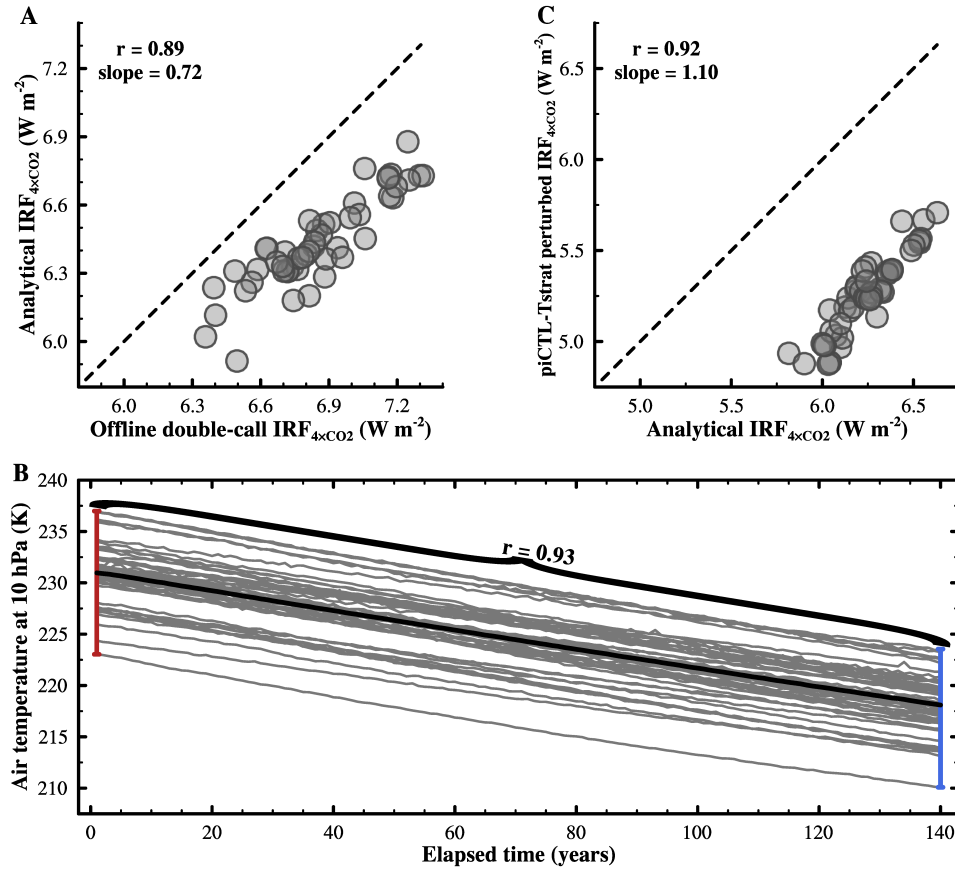 A
r = 0.89
slope = 0.72
7.2
6.9
6.6
6.3
6.0
Analytical IRF4×CO2 (W m-2)
6.0 6.3 6.6 6.9 7.2
Offline double-call IRF4×CO2 (W m-2)
C
r = 0.92
slope = 1.10
6.5
6.0
5.5
5.0
piCTL-Tstrat perturbed IRF4×CO2 (W m-2)
5.0 5.5 6.0 6.5
Analytical IRF4×CO2 (W m-2)
B
240
235
230
225
220
215
210
Air temperature at 10 hPa (K)
r = 0.93
0 20 40 60 80 100 120 140
Elapsed time (years)